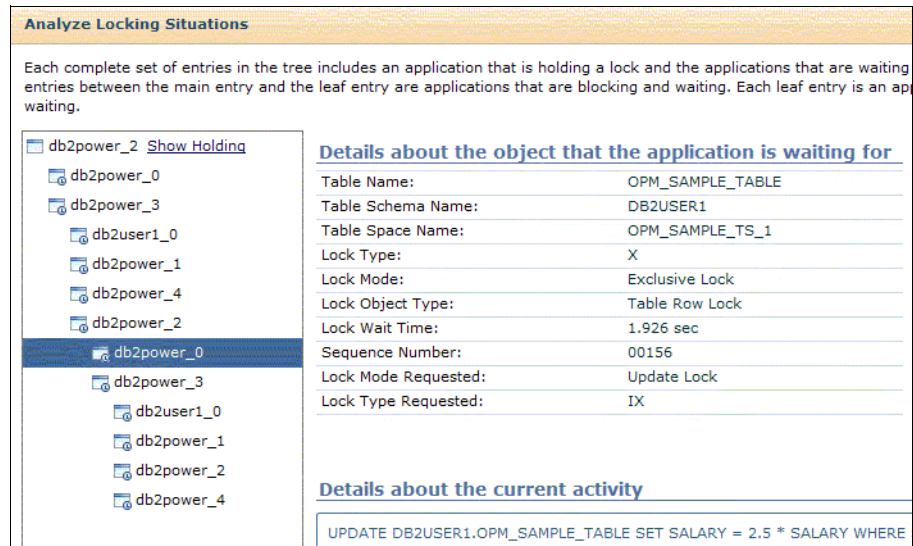 Analyze Locking Situations
Each complete set of entries in the tree includes an application that is holding a lock and the applications that are waiting
entries between the main entry and the leaf entry are applications that are blocking and waiting. Each leaf entry is an
waiting.
db2power_2 Show Holding
db2power_0
db2power_3
db2user1_0
db2power_1
db2power_4
db2power_2
db2power_0
db2power_3
db2user1_0
db2power_1
db2power_2
db2power_4
Details about the object that the application is waiting for
Table Name: OPM_SAMPLE_TABLE
Table Schema Name: DB2USER1
Table Space Name: OPM_SAMPLE_TS_1
Lock Type: X
Lock Mode: Exclusive Lock
Lock Object Type: Table Row Lock
Lock Wait Time: 1.926 sec
Sequence Number: 00156
Lock Mode Requested: Update Lock
Lock Type Requested: IX
Details about the current activity
UPDATE DB2USER1.OPM_SAMPLE_TABLE SET SALARY = 2.5 * SALARY WHERE